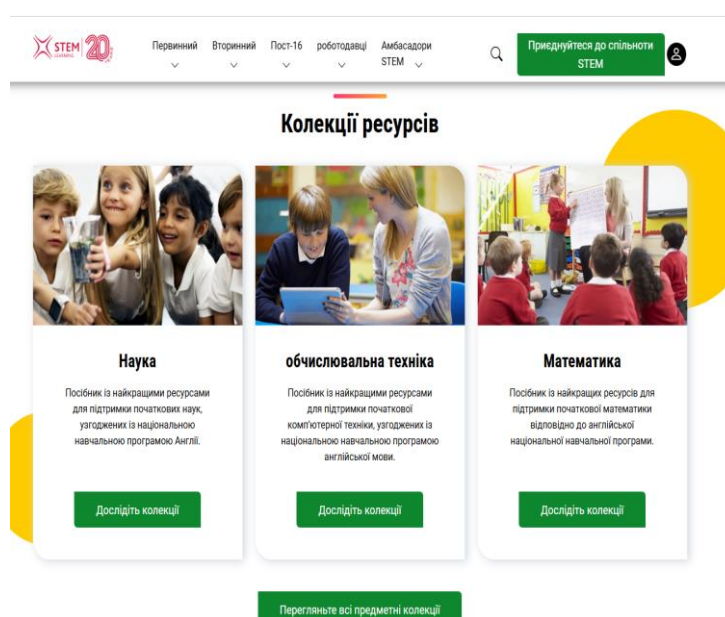 STEM
LEARNING
20
Первинний
Вторинний
Пост-16
роботодавці
Амбасадори
STEM
Приєднуйтеся до спільноти
STEM
Колекції ресурсів
Наука
Посібник із найкращими ресурсами
для підтримки початкових наук,
узгоджених із національною
навчальною програмою Англії.
Дослідіть колекції
обчислювальна техніка
Посібник із найкращими ресурсами
для підтримки початкової
комп'ютерної техніки, узгоджених із
національною навчальною програмою
англійської мови.
Дослідіть колекції
Математика
Посібник із найкращих ресурсів для
підтримки початкової математики
відповідно до англійської
національної навчальної програми.
Дослідіть колекції
Перегляньте всі предметні колекції